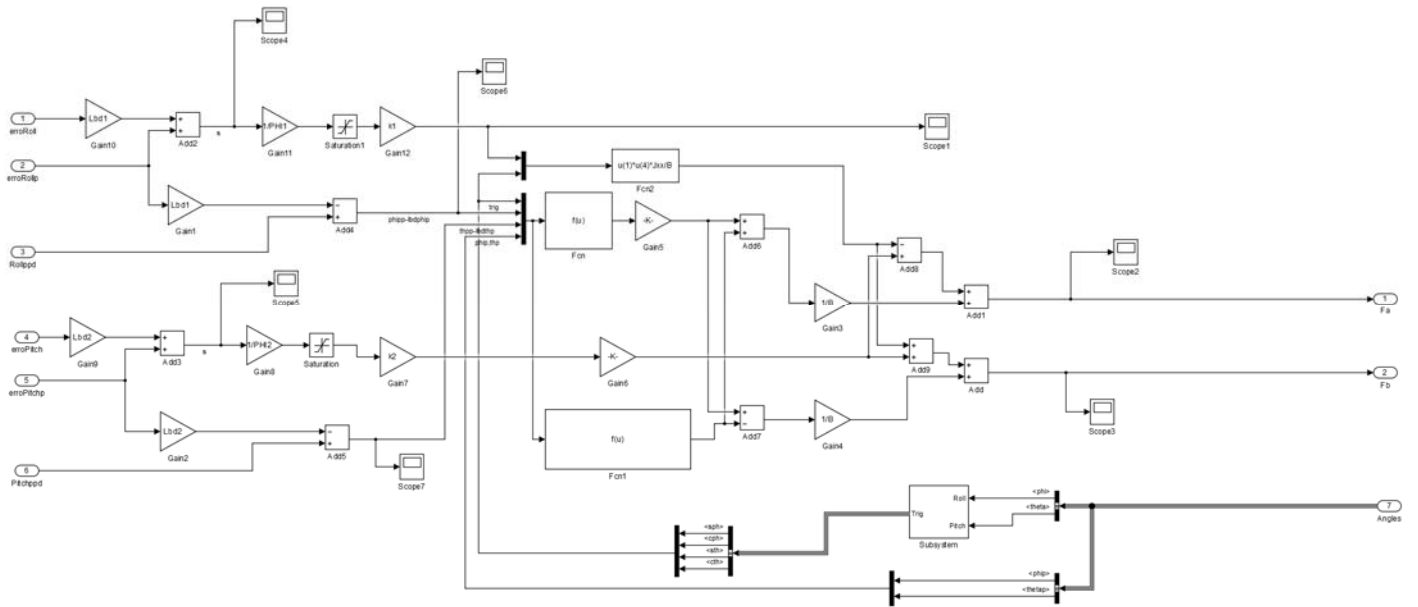 Scope4
Scope6
1
erroRoll
Lbd1
Gain10
+
+
Add2
s
1/PHI1
Gain11
Saturation1
k1
Gain12
Scope1
2
erroRollp
Lbd1
Gain1
-
+
Add4
phipp-lbdphip
trig
thpp-lbdthp
phip,thp
u(1)*u(4)*Jxx/B
Fcn2
f(u)
Fcn
-K-
Gain5
+
+
Add6
3
Rollppd
-
+
Add8
Scope2
1/B
Gain3
+
+
Add1
1
Fa
Scope5
4
erroPitch
Lbd2
Gain9
+
+
Add3
s
1/PHI2
Gain8
Saturation
k2
Gain7
-K-
Gain6
+
+
Add9
+
+
Add
2
Fb
5
erroPitchp
Lbd2
Gain2
-
+
Add5
Scope7
f(u)
Fcn1
+
-
Add7
1/B
Gain4
Scope3
6
Pitchppd
Roll
Trig
Pitch
Subsystem
<phi>
<theta>
7
Angles
<sph>
<cph>
<sth>
<cth>
<phip>
<thetap>